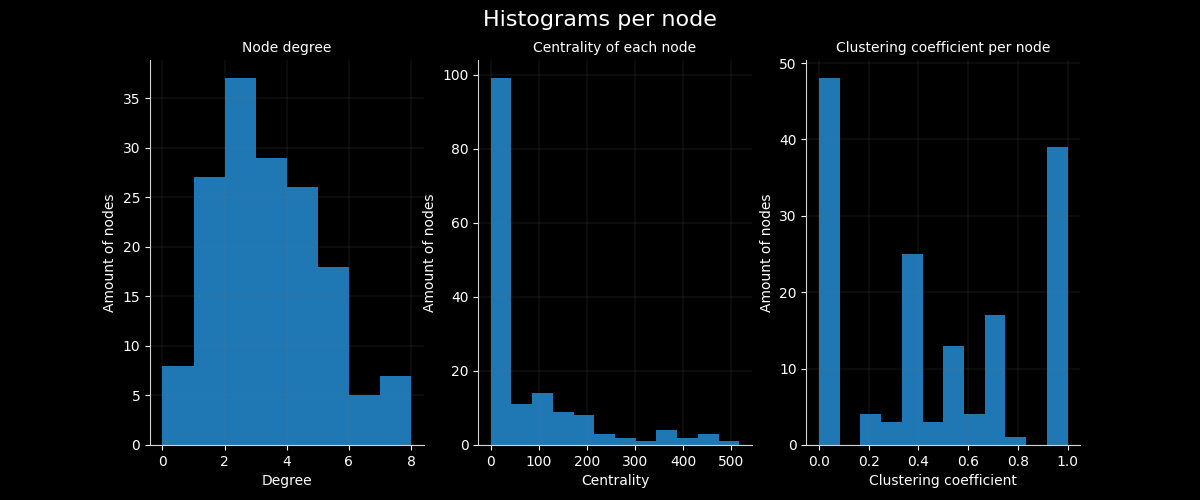 Histograms per node
Node degree
Amount of nodes
35
30
25
20
15
10
5
0
0 2 4 6 8
Degree
Centrality of each node
Amount of nodes
100
80
60
40
20
0
0 100 200 300 400 500
Centrality
Clustering coefficient per node
Amount of nodes
50
40
30
20
10
0
0.0 0.2 0.4 0.6 0.8 1.0
Clustering coefficient